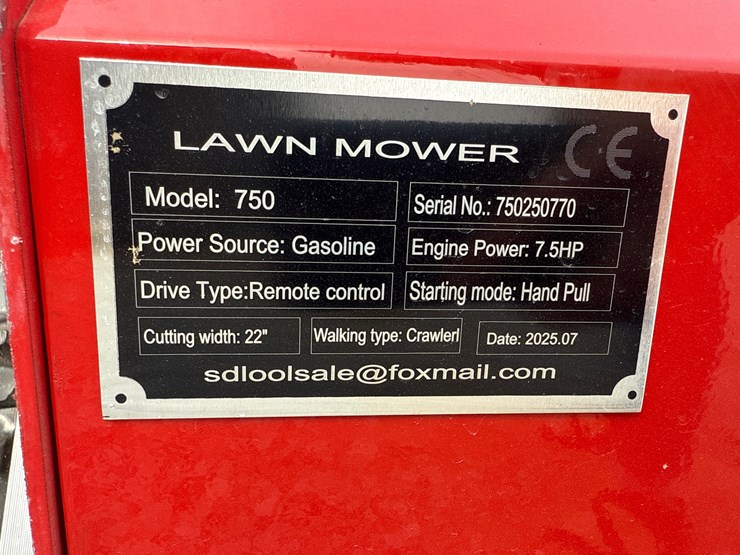 LAWN MOWER CE
Model: 750
Serial No.: 750250770
Power Source: Gasoline
Engine Power: 7.5HP
Drive Type:Remote control
Starting mode: Hand Pull
Cutting width: 22"
Walking type: Crawlerl
Date: 2025.07
sdloolsale@foxmail.com